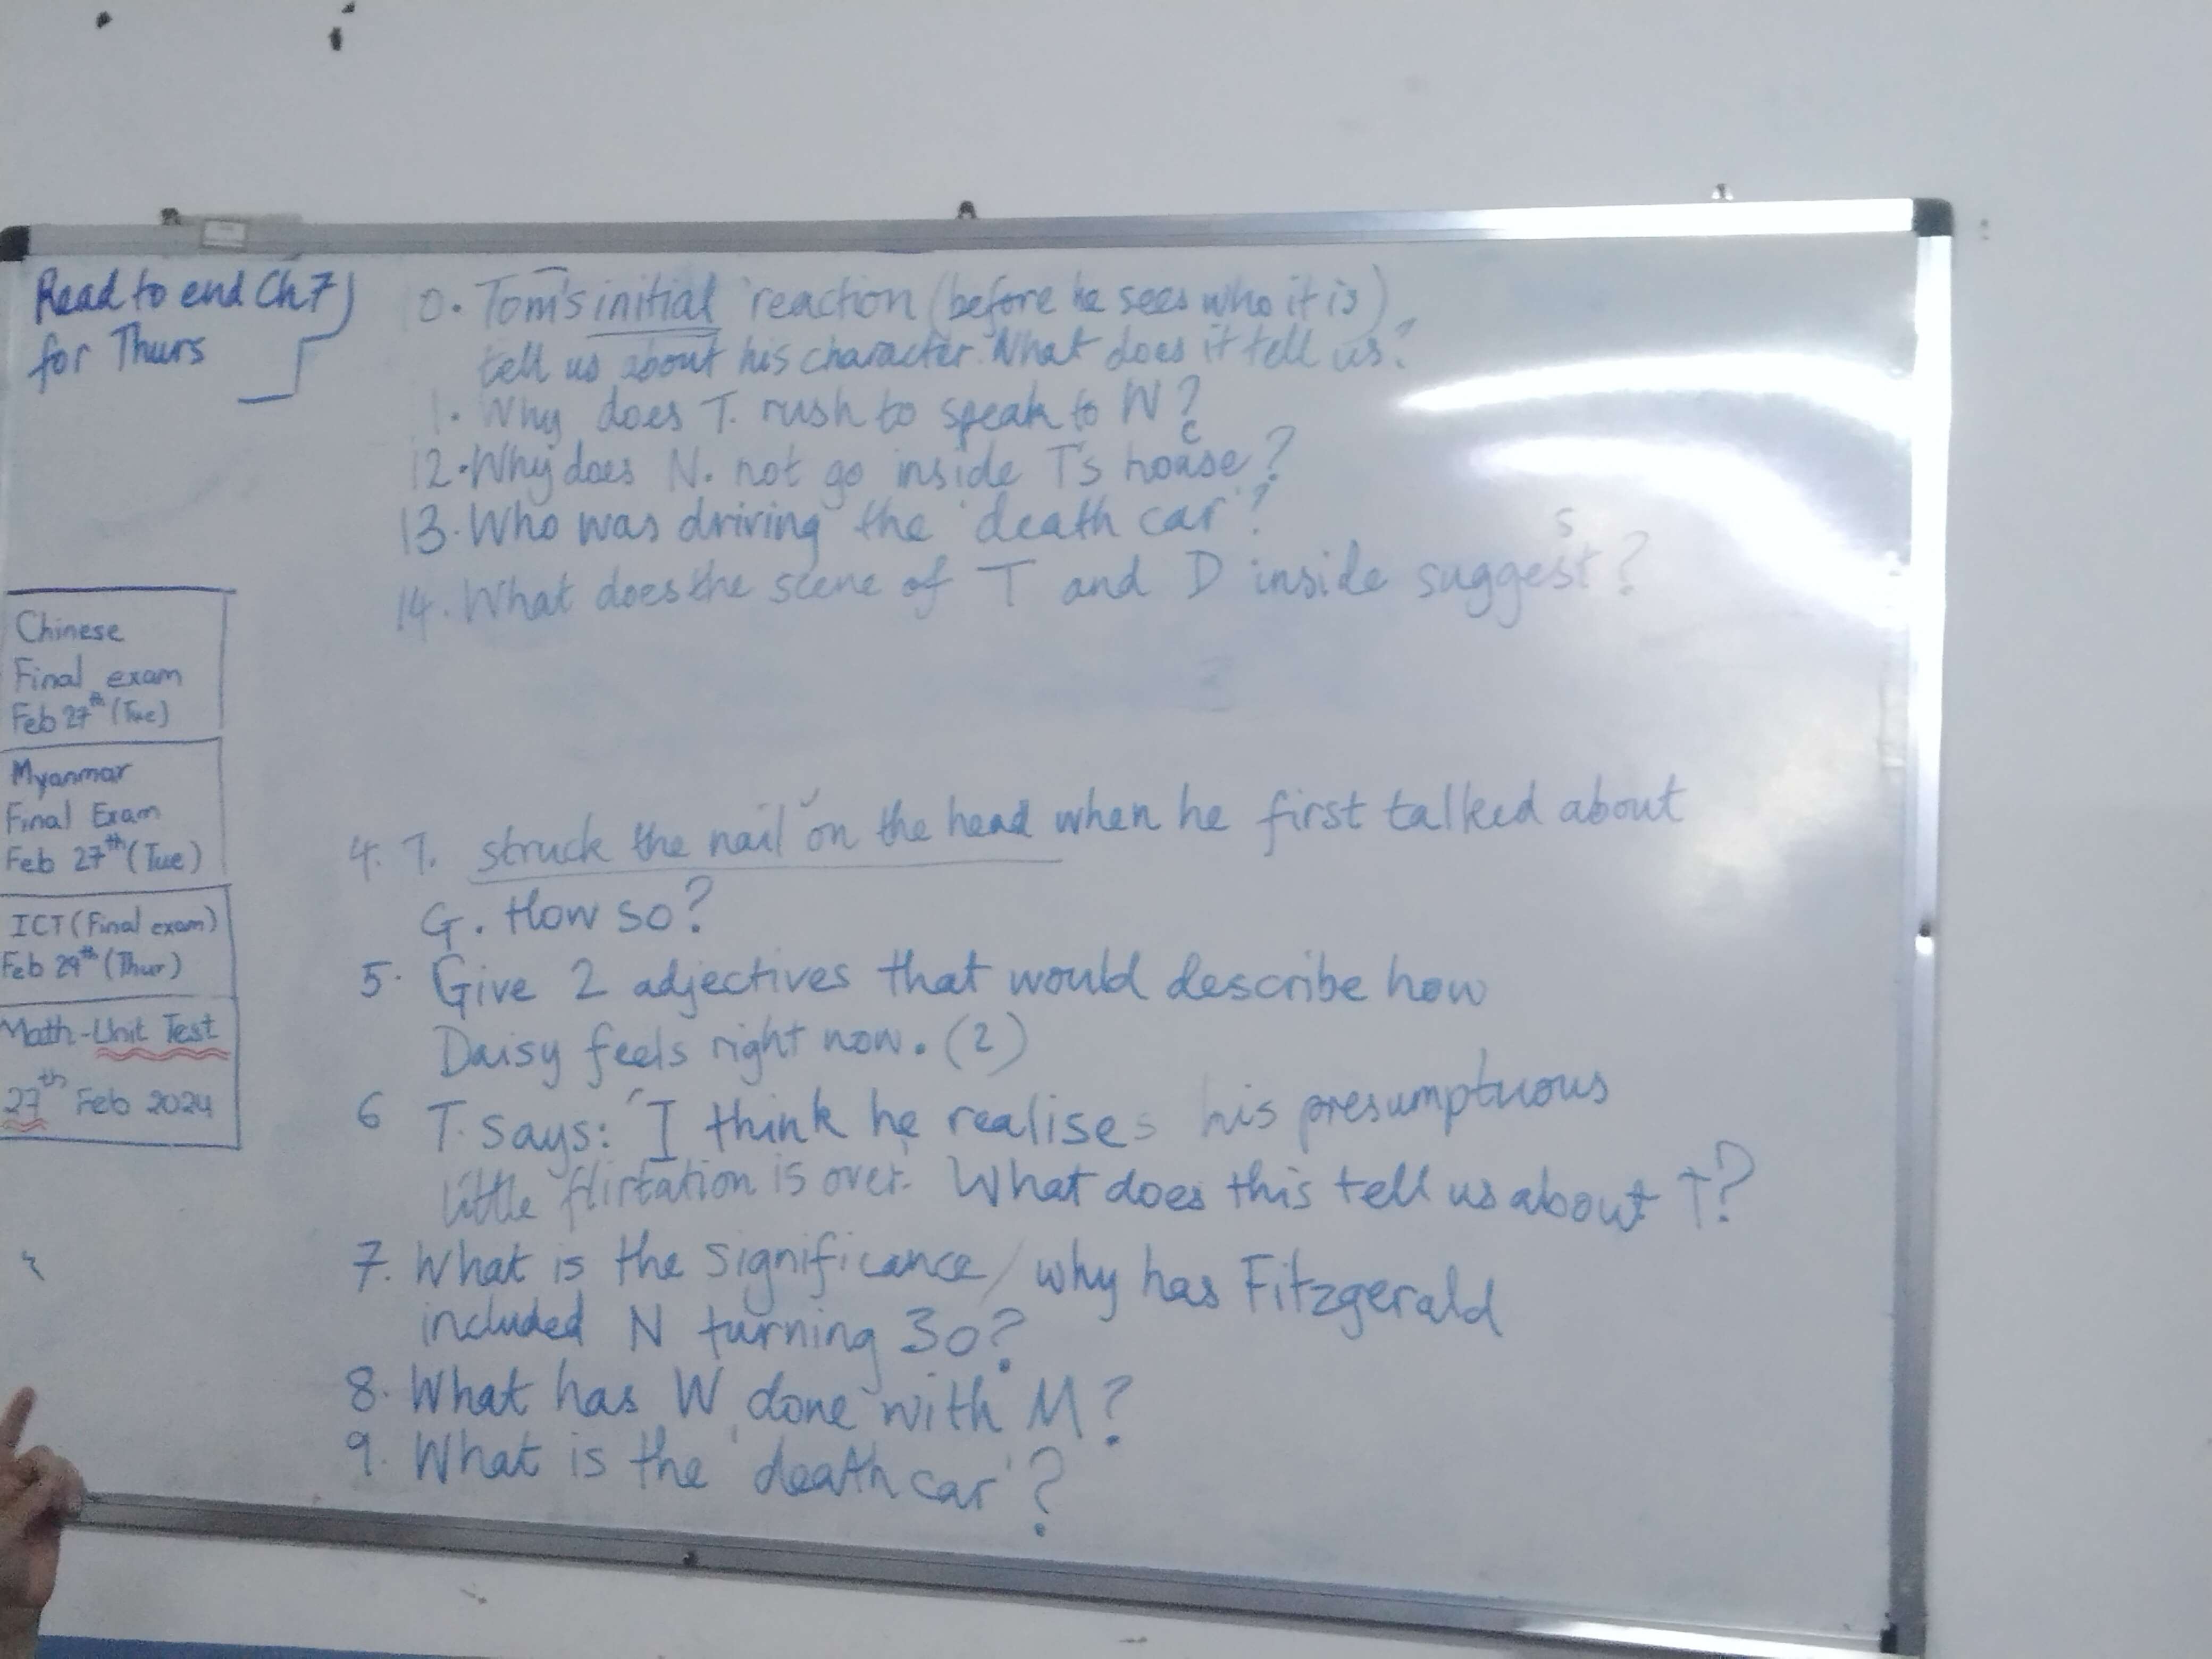 Read to end Ch 7
for Thurs
0. Tom's initial reaction (before he sees who it is)
tell us about his character. What does it tell us?
1. Why does T. rush to speak to W?
12. Why does N. not go inside T's house?
13. Who was driving the 'death car'?
14. What does the scene of T and D inside suggest?
s
Chinese
Final exam
Feb 27th (Tue)
Myanmar
Final Exam
Feb 27th (Tue)
ICT (Final exam)
Feb 29th (Thur)
Math - Unit Test
27th Feb 2024
4. T. struck the nail on the head when he first talked about
G. How so?
5. Give 2 adjectives that would describe how
Daisy feels right now. (2)
6 T. says: 'I think he realises his presumptuous
little flirtation is over.' What does this tell us about T?
7. What is the significance / why has Fitzgerald
included N turning 30?
8. What has W done with M?
9. What is the 'death car'?